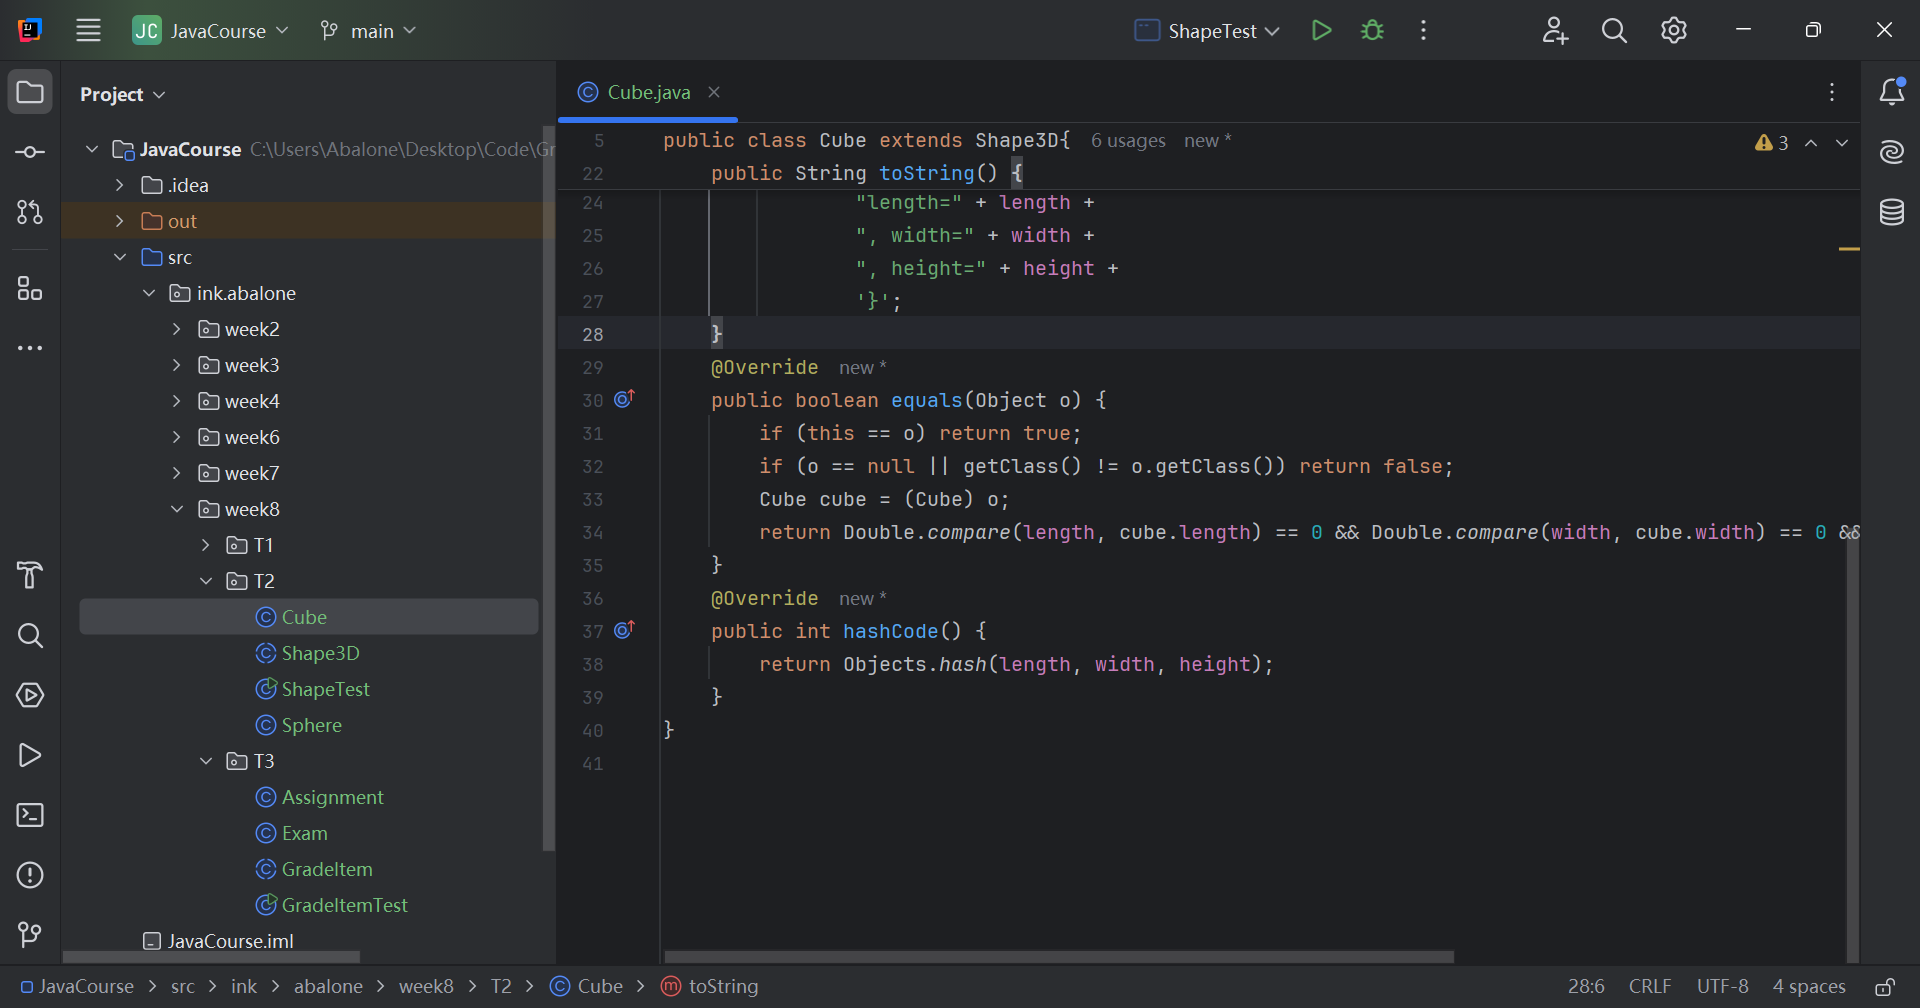 JC JavaCourse main ShapeTest
Project
Cube.java
JavaCourse C:\Users\Abalone\Desktop\Code\Gr
.idea
out
src
ink.abalone
week2
week3
week4
week6
week7
week8
T1
T2
Cube
Shape3D
ShapeTest
Sphere
T3
Assignment
Exam
GradeItem
GradeItemTest
JavaCourse.iml
5 public class Cube extends Shape3D{ 6 usages new *
3
22 public String toString() {
24 "length=" + length +
25 ", width=" + width +
26 ", height=" + height +
27 '}';
28 }
29 @Override new *
30 public boolean equals(Object o) {
31 if (this == o) return true;
32 if (o == null || getClass() != o.getClass()) return false;
33 Cube cube = (Cube) o;
34 return Double.compare(length, cube.length) == 0 && Double.compare(width, cube.width) == 0 &&
35 }
36 @Override new *
37 public int hashCode() {
38 return Objects.hash(length, width, height);
39 }
40 }
41
JavaCourse > src > ink > abalone > week8 > T2 > Cube > toString
28:6 CRLF UTF-8 4 spaces